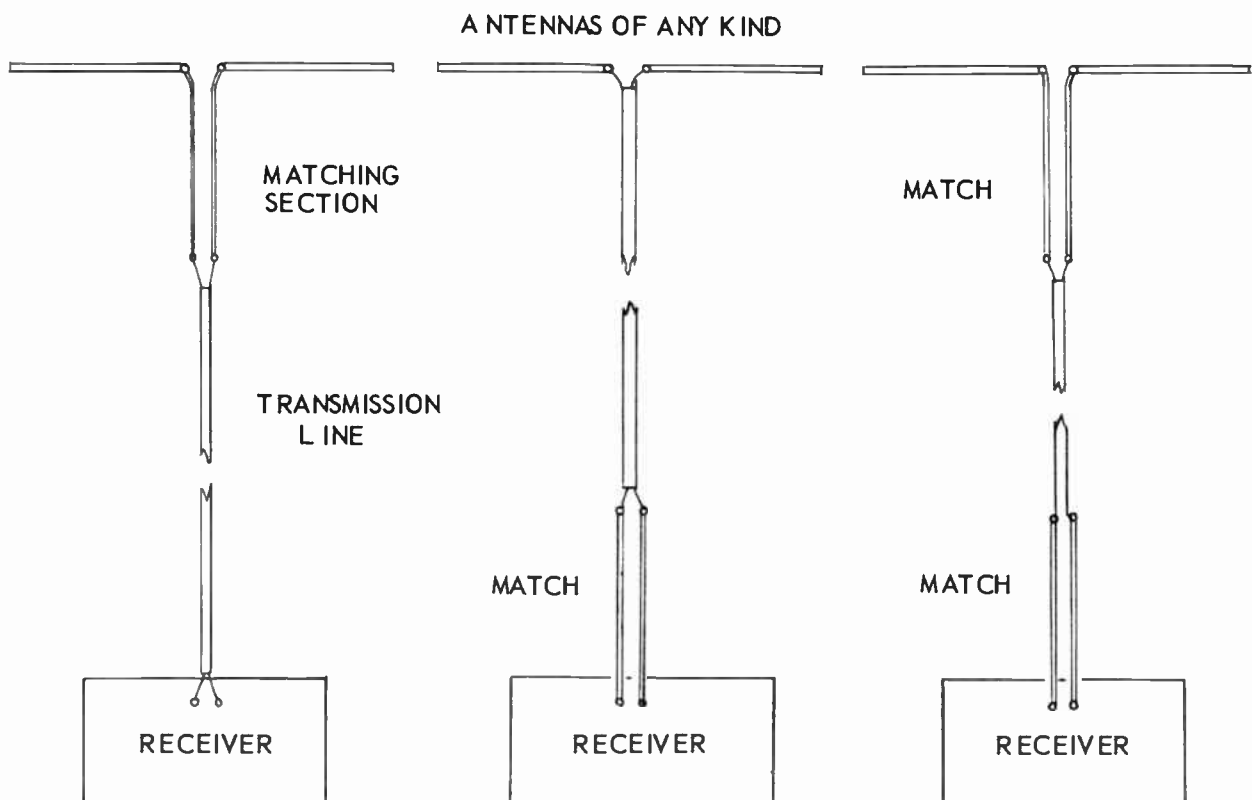 ANTENNAS OF ANY KIND
MATCHING
SECTION
MATCH
TRANSMISSION
LINE
MATCH
MATCH
RECEIVER
RECEIVER
RECEIVER